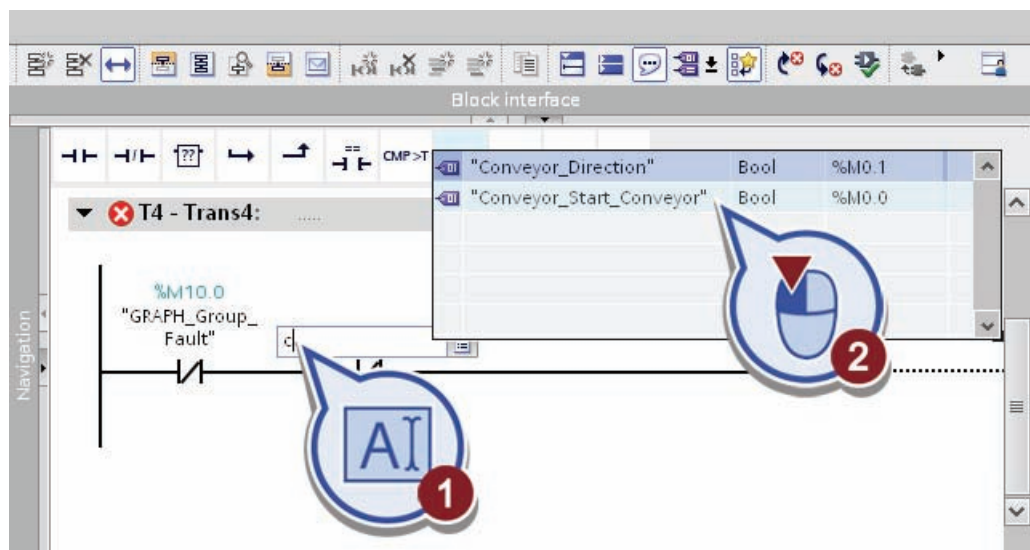 Block interface
??
==
CMP>T
"Conveyor_Direction" Bool %M0.1
"Conveyor_Start_Conveyor" Bool %M0.0
T4 - Trans4: .....
%M10.0
"GRAPH_Group_
Fault"
c
Navigation
AI
1
2